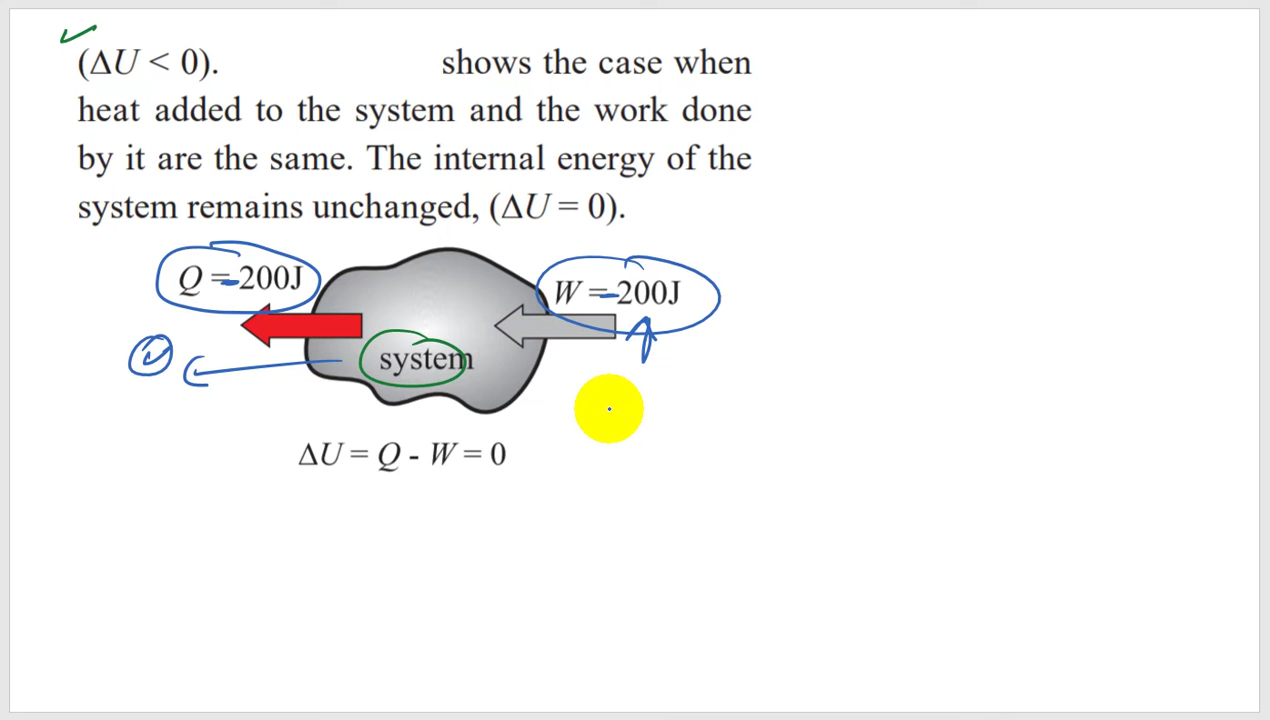 (ΔU < 0). shows the case when
heat added to the system and the work done
by it are the same. The internal energy of the
system remains unchanged, (ΔU = 0).
Q = -200J
W = -200J
system
ΔU = Q - W = 0